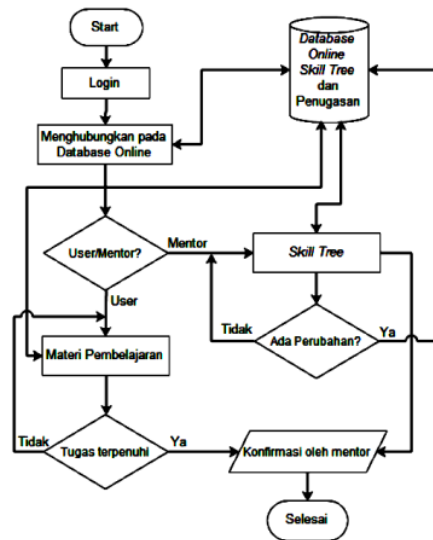 Start
Login
Menghubungkan pada
Database Online
Database
Online
Skill Tree
dan
Penugasan
User/Mentor?
Mentor
User
Skill Tree
Ada Perubahan?
Tidak
Ya
Materi Pembelajaran
Tugas terpenuhi
Tidak
Ya
Konfirmasi oleh mentor
Selesai